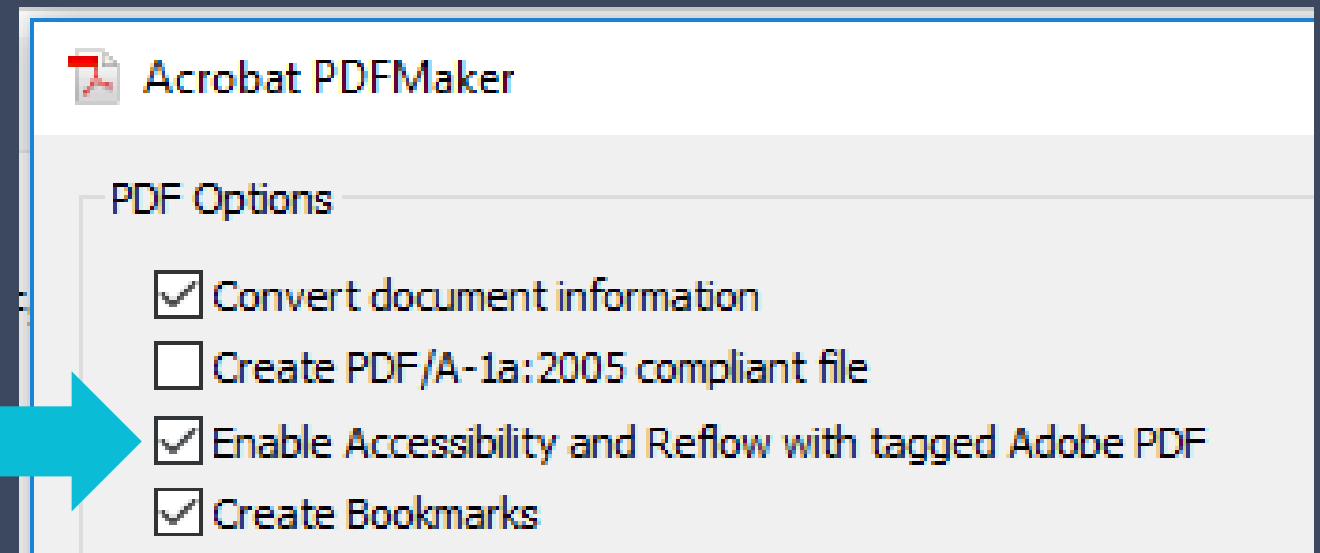 Acrobat PDFMaker
PDF Options
Convert document information
Create PDF/A-1a:2005 compliant file
Enable Accessibility and Reflow with tagged Adobe PDF
Create Bookmarks